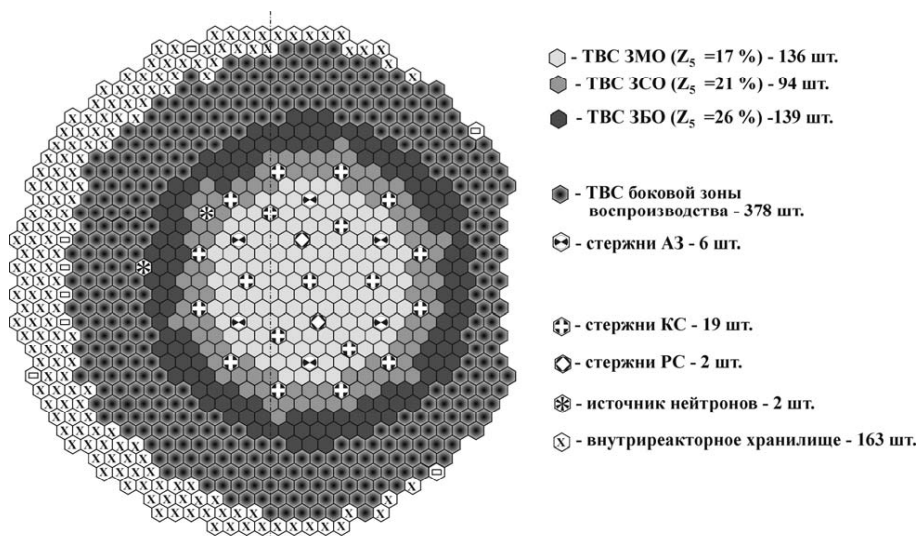 - ТВС ЗМО (Z₅ =17 %) - 136 шт.
- ТВС ЗСО (Z₅ =21 %) - 94 шт.
- ТВС ЗБО (Z₅ =26 %) -139 шт.
- ТВС боковой зоны
воспроизводства - 378 шт.
- стержни АЗ - 6 шт.
- стержни КС - 19 шт.
- стержни РС - 2 шт.
- источник нейтронов - 2 шт.
X - внутриреакторное хранилище - 163 шт.